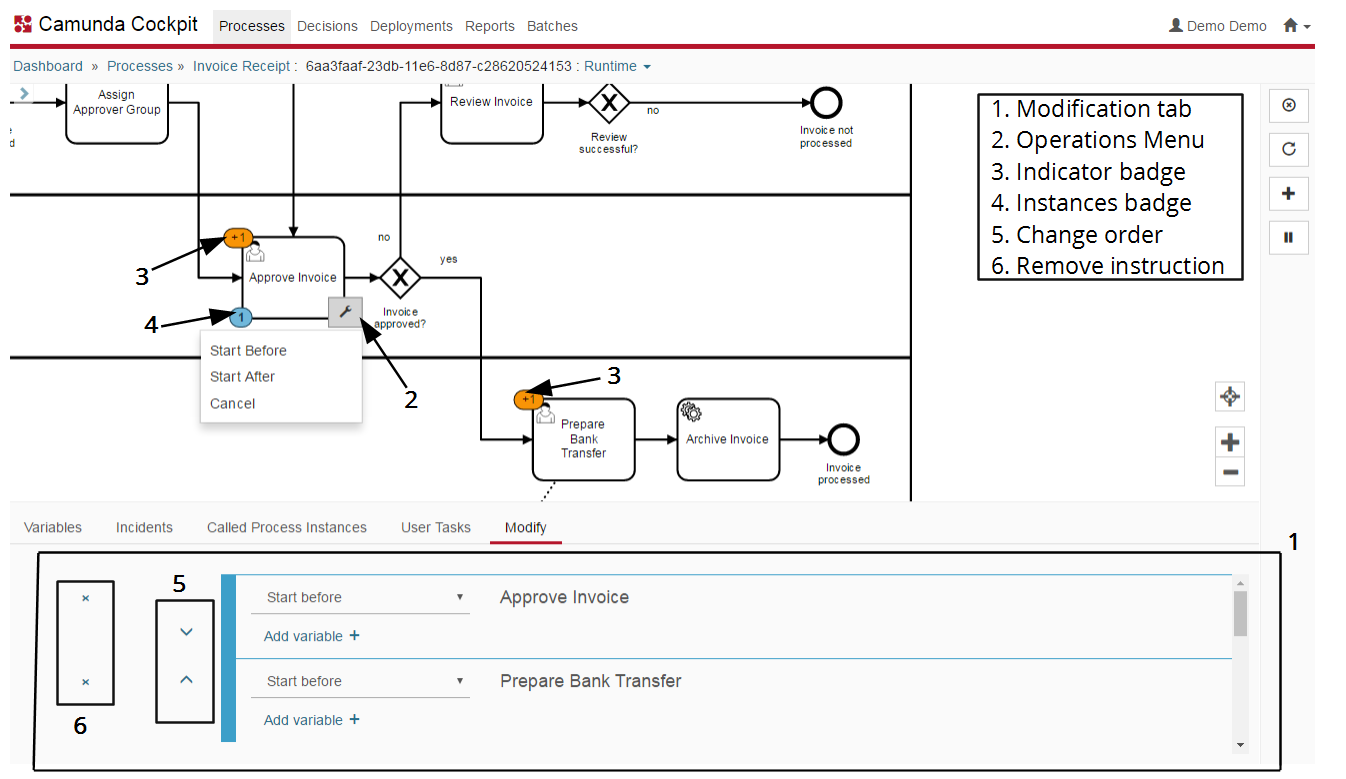 Camunda Cockpit Processes Decisions Deployments Reports Batches Demo Demo
Dashboard » Processes » Invoice Receipt : 6aa3faaf-23db-11e6-8d87-c28620524153 : Runtime
Assign
Approver Group
Review Invoice
no
Review
successful?
Invoice not
processed
d
1. Modification tab
2. Operations Menu
3. Indicator badge
4. Instances badge
5. Change order
6. Remove instruction
+1
no
yes
3
Approve Invoice
4
1
Invoice
approved?
Start Before
Start After
Cancel
2
3
+1
Prepare
Bank
Transfer
Archive Invoice
Invoice
processed
Variables Incidents Called Process Instances User Tasks Modify
1
5
Start before Approve Invoice
Add variable +
Start before Prepare Bank Transfer
6
Add variable +